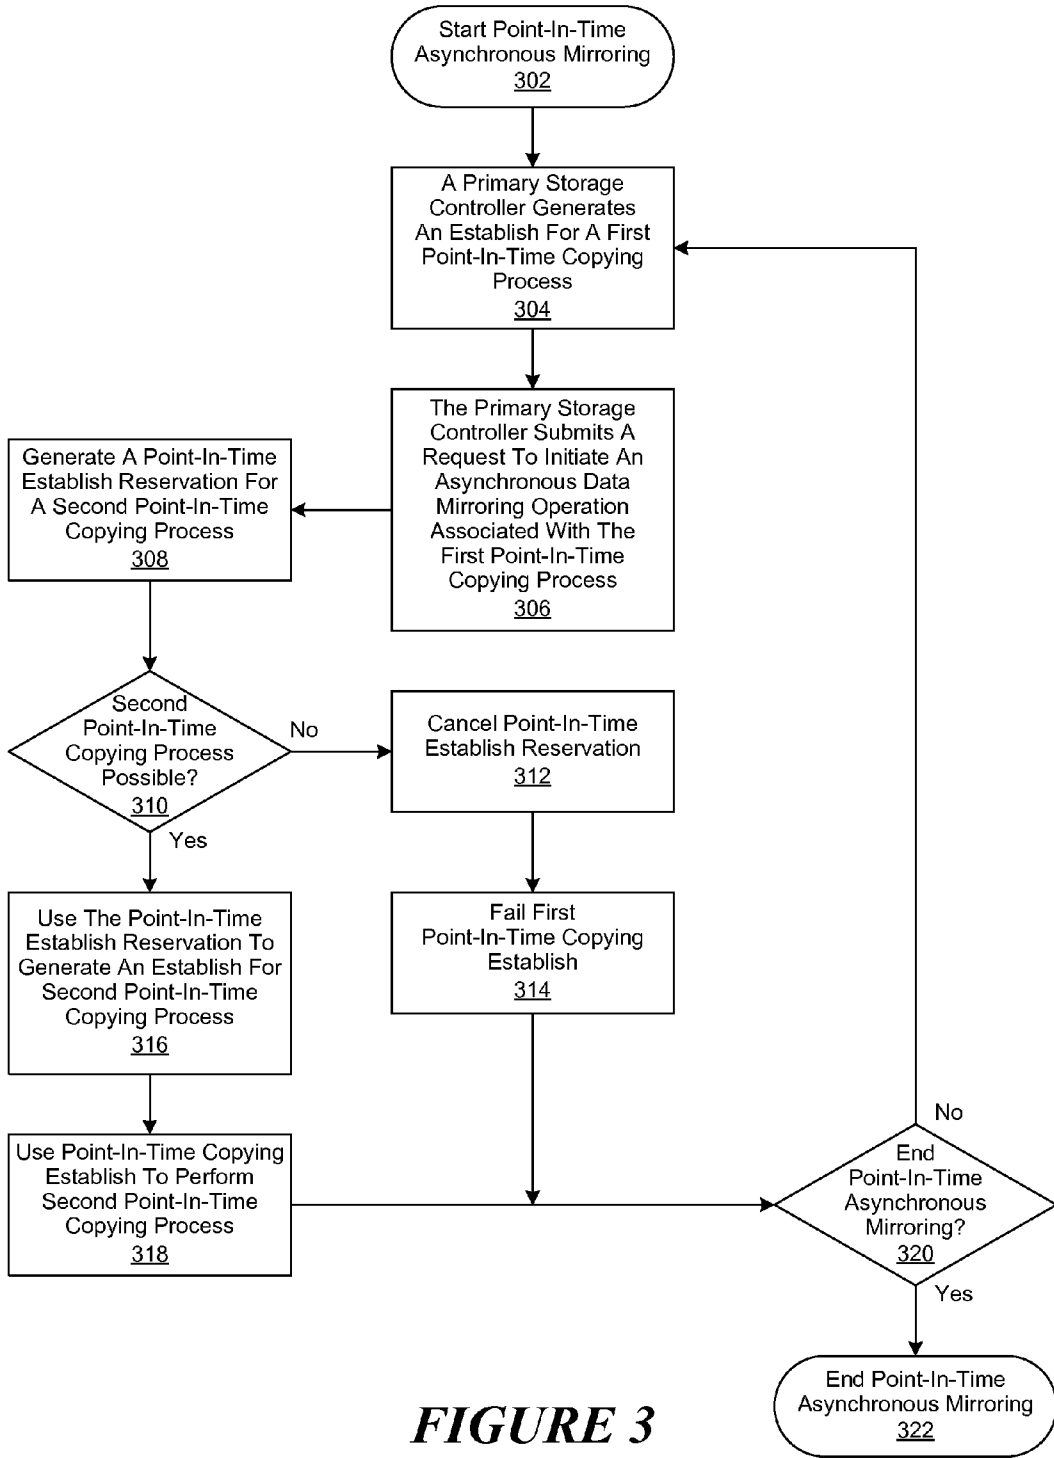 Start Point-In-Time
Asynchronous Mirroring
302
A Primary Storage
Controller Generates
An Establish For A First
Point-In-Time Copying
Process
304
The Primary Storage
Controller Submits A
Request To Initiate An
Asynchronous Data
Mirroring Operation
Associated With The
First Point-In-Time
Copying Process
306
Generate A Point-In-Time
Establish Reservation For
A Second Point-In-Time
Copying Process
308
Second
Point-In-Time
Copying Process
Possible?
310
No
Yes
Cancel Point-In-Time
Establish Reservation
312
Fail First
Point-In-Time Copying
Establish
314
Use The Point-In-Time
Establish Reservation To
Generate An Establish For
Second Point-In-Time
Copying Process
316
Use Point-In-Time Copying
Establish To Perform
Second Point-In-Time
Copying Process
318
No
End
Point-In-Time
Asynchronous
Mirroring?
320
Yes
End Point-In-Time
Asynchronous Mirroring
322
FIGURE 3